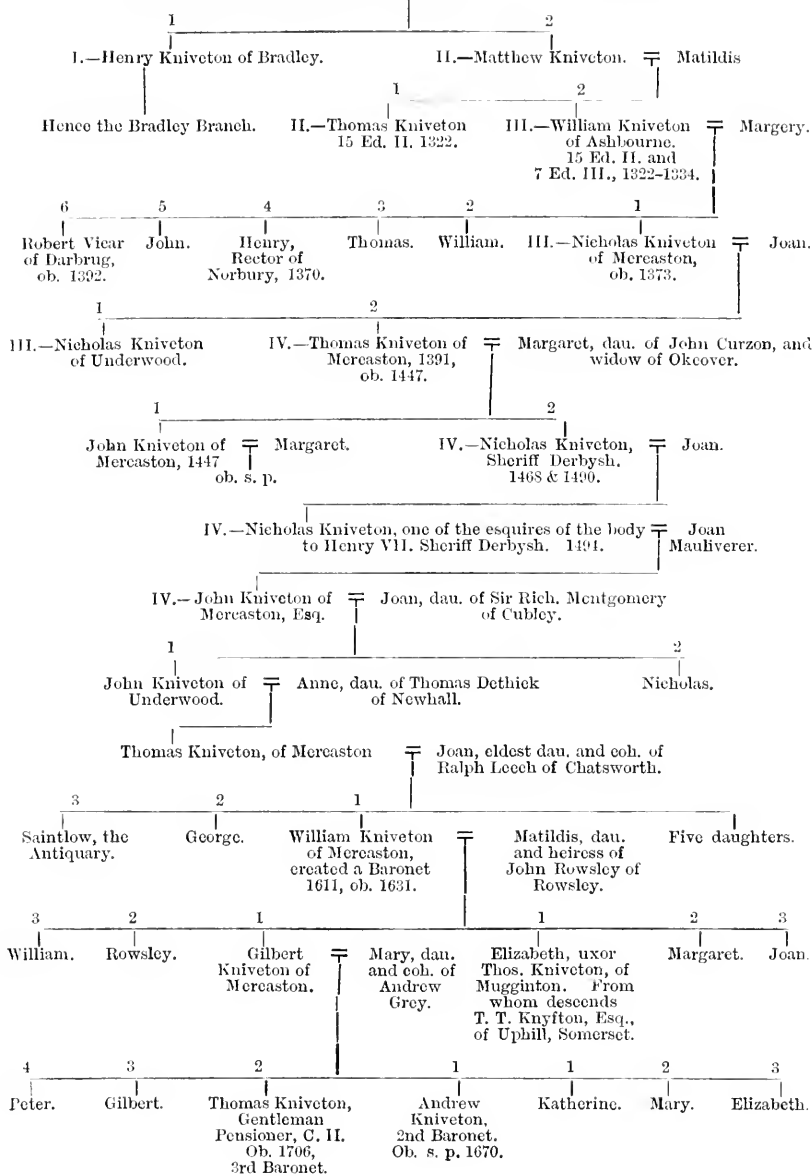 1 2
I.—Henry Kniveton of Bradley. II.—Matthew Kniveton. Matildis
1 2
Hence the Bradley Branch. II.—Thomas Kniveton III.—William Kniveton Margery.
15 Ed. II. 1322. of Ashbourne.
15 Ed. II. and
7 Ed. III., 1322-1334.
6 5 4 3 2 1
Robert Vicar John. Henry, Thomas. William. III.—Nicholas Kniveton Joan.
of Darbrug, Rector of of Mercaston,
ob. 1392. Norbury, 1370. ob. 1373.
1 2
III.—Nicholas Kniveton IV.—Thomas Kniveton of Margaret, dau. of John Curzon, and
of Underwood. Mercaston, 1391, widow of Okeover.
ob. 1447.
1 2
John Kniveton of Margaret. IV.—Nicholas Kniveton, Joan.
Mercaston, 1447 Sheriff Derbysh.
ob. s. p. 1468 & 1490.
IV.—Nicholas Kniveton, one of the esquires of the body Joan
to Henry VII. Sheriff Derbysh. 1494. Mauliverer.
IV.—John Kniveton of Joan, dau. of Sir Rich. Montgomery
Mercaston, Esq. of Cubley.
1 2
John Kniveton of Anne, dau. of Thomas Dethick Nicholas.
Underwood. of Newhall.
Thomas Kniveton, of Mercaston Joan, eldest dau. and coh. of
Ralph Leech of Chatsworth.
3 2 1
Saintlow, the George. William Kniveton Matildis, dau. Five daughters.
Antiquary. of Mercaston, and heiress of
created a Baronet John Rowsley of
1611, ob. 1631. Rowsley.
3 2 1 1 2 3
William. Rowsley. Gilbert Mary, dau. Elizabeth, uxor Margaret. Joan.
Kniveton of and coh. of Thos. Kniveton, of
Mercaston. Andrew Mugginton. From
Grey. whom descends
T. T. Knyfton, Esq.,
of Uphill, Somerset.
4 3 2 1 1 2 3
Peter. Gilbert. Thomas Kniveton, Andrew Katherine. Mary. Elizabeth.
Gentleman Kniveton,
Pensioner, C. II. 2nd Baronet.
Ob. 1706, Ob. s. p. 1670.
3rd Baronet.